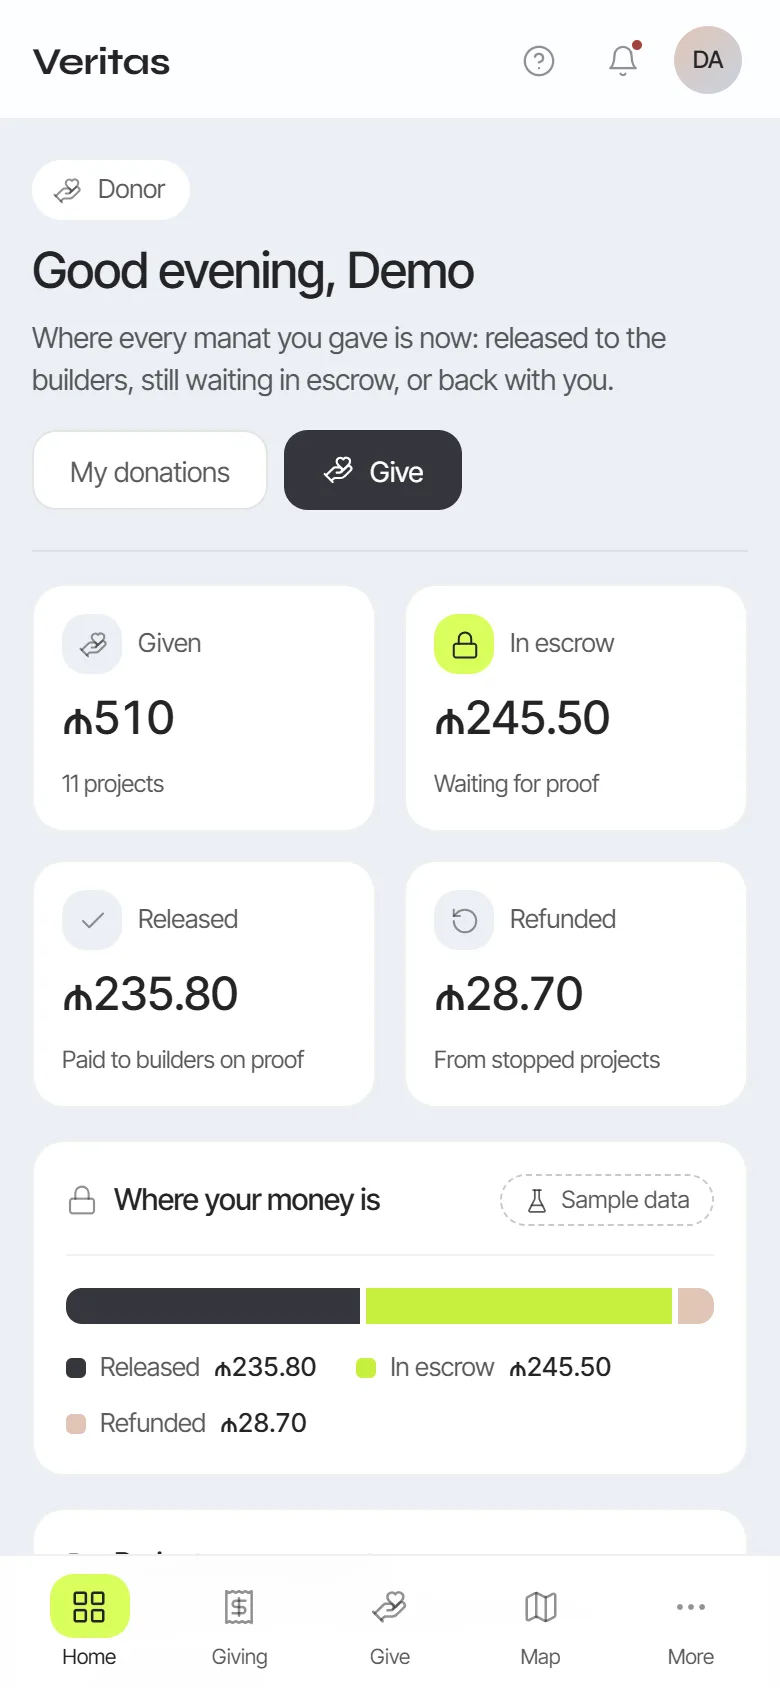 Veritas
DA
Donor
Good evening, Demo
Where every manat you gave is now: released to the
builders, still waiting in escrow, or back with you.
My donations
Give
Given
₼510
11 projects
In escrow
₼245.50
Waiting for proof
Released
₼235.80
Paid to builders on proof
Refunded
₼28.70
From stopped projects
Where your money is
Sample data
Released ₼235.80
In escrow ₼245.50
Refunded ₼28.70
Home
Giving
Give
Map
More